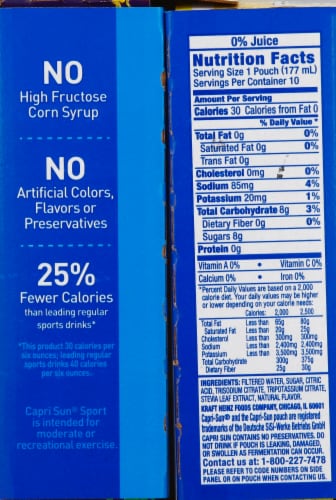 NO
High Fructose
Corn Syrup
NO
Artificial Colors,
Flavors or
Preservatives
25%
Fewer Calories
than leading regular
sports drinks*
*This product 30 calories per
six ounces; leading regular
sports drinks 40 calories
per six ounces.
Capri Sun® Sport
is intended for
moderate or
recreational exercise.
0% Juice
Nutrition Facts
Serving Size 1 Pouch (177 mL)
Servings Per Container 10
Amount Per Serving
Calories 30 Calories from Fat 0
% Daily Value*
Total Fat 0g 0%
Saturated Fat 0g 0%
Trans Fat 0g
Cholesterol 0mg 0%
Sodium 85mg 4%
Potassium 20mg 1%
Total Carbohydrate 8g 3%
Dietary Fiber 0g 0%
Sugars 8g
Protein 0g
Vitamin A 0% • Vitamin C 0%
Calcium 0% • Iron 0%
*Percent Daily Values are based on a 2,000
calorie diet. Your daily values may be higher
or lower depending on your calorie needs:
Calories: 2,000 2,500
Total Fat Less than 65g 80g
Saturated Fat Less than 20g 25g
Cholesterol Less than 300mg 300mg
Sodium Less than 2,400mg 2,400mg
Potassium 3,500mg 3,500mg
Total Carbohydrate 300g 375g
Dietary Fiber 25g 30g
INGREDIENTS: FILTERED WATER, SUGAR, CITRIC
ACID, TRISODIUM CITRATE, TRIPOTASSIUM CITRATE,
STEVIA LEAF EXTRACT, NATURAL FLAVOR.
KRAFT HEINZ FOODS COMPANY, CHICAGO, IL 60601
Capri-Sun® and the Capri-Sun pouch are registered
trademarks of the Deutsche SiSi-Werke Betriebs GmbH
CAPRI SUN CONTAINS NO PRESERVATIVES. DO
NOT DRINK IF POUCH IS LEAKING, DAMAGED,
OR SWOLLEN AS FERMENTATION CAN OCCUR.
Contact us at: 1-800-227-7478
PLEASE REFER TO CODE NUMBERS ON SIDE
PANEL OR ON POUCH WHEN CONTACTING US.